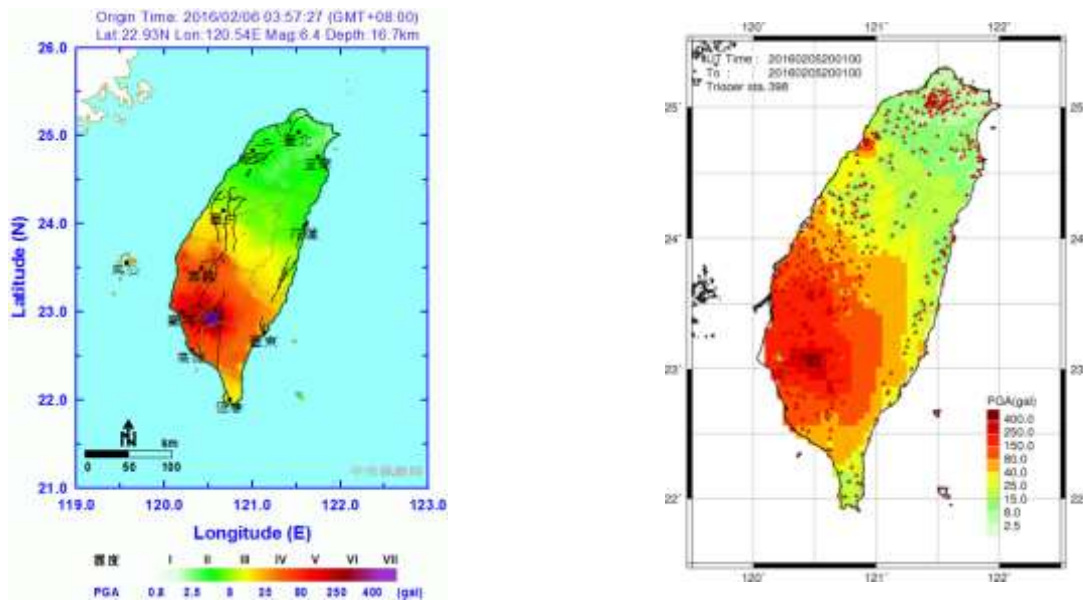 Origin Time: 2016/02/06 03:57:27 (GMT+08:00)
Lat:22.93N Lon:120.54E Mag:6.4 Depth:16.7km
26.0
25.0
24.0
23.0
22.0
21.0
Latitude (N)
N
km
0 50 100
119.0 120.0 121.0 122.0 123.0
Longitude (E)
震度 I II III IV V VI VII
PGA 0.8 2.5 8 25 80 250 400 (gal)
UT Time : 20160205200100
To : 20160205200100
Trigger sta. 398
25˚
24˚
23˚
22˚
25˚
24˚
23˚
22˚
PGA(gal)
400.0
250.0
150.0
80.0
40.0
25.0
15.0
8.0
2.5
120˚ 121˚ 122˚